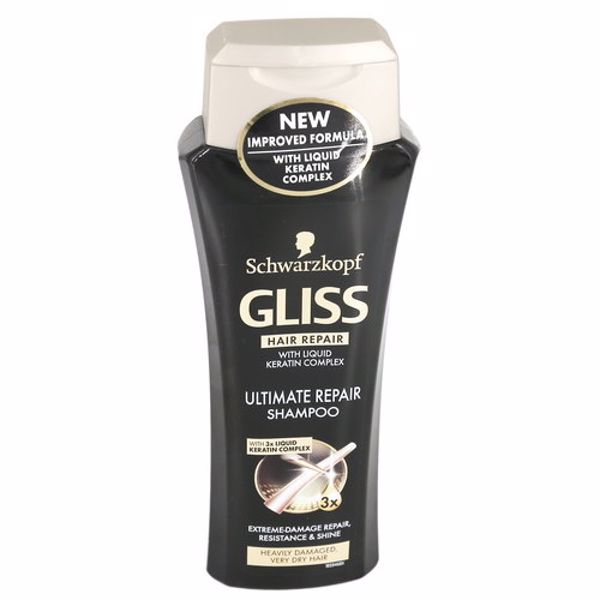 NEW
IMPROVED FORMULA
WITH LIQUID
KERATIN
COMPLEX
Schwarzkopf
GLISS
HAIR REPAIR
WITH LIQUID
KERATIN COMPLEX
ULTIMATE REPAIR
SHAMPOO
WITH 3x LIQUID
KERATIN COMPLEX
3x
EXTREME-DAMAGE REPAIR,
RESISTANCE & SHINE
HEAVILY DAMAGED,
VERY DRY HAIR